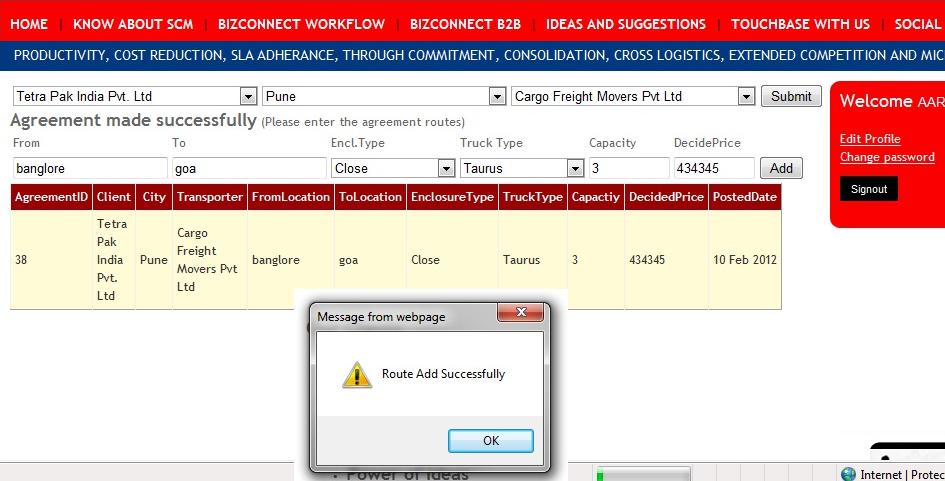 HOME | KNOW ABOUT SCM | BIZCONNECT WORKFLOW | BIZCONNECT B2B | IDEAS AND SUGGESTIONS | TOUCHBASE WITH US | SOCIAL
PRODUCTIVITY, COST REDUCTION, SLA ADHERANCE, THROUGH COMMITMENT, CONSOLIDATION, CROSS LOGISTICS, EXTENDED COMPETITION AND MIC
Tetra Pak India Pvt. Ltd Pune Cargo Freight Movers Pvt Ltd Submit
Agreement made successfully (Please enter the agreement routes)
From To Encl.Type Truck Type Capacity DecidePrice
banglore goa Close Taurus 3 434345 Add
AgreementID Client City Transporter FromLocation ToLocation EnclosureType TruckType Capactiy DecidedPrice PostedDate
38 Tetra Pak India Pvt. Ltd Pune Cargo Freight Movers Pvt Ltd banglore goa Close Taurus 3 434345 10 Feb 2012
Welcome AAR
Edit Profile
Change password
Signout
Message from webpage
Route Add Successfully
OK
Power of Ideas
Internet | Protec